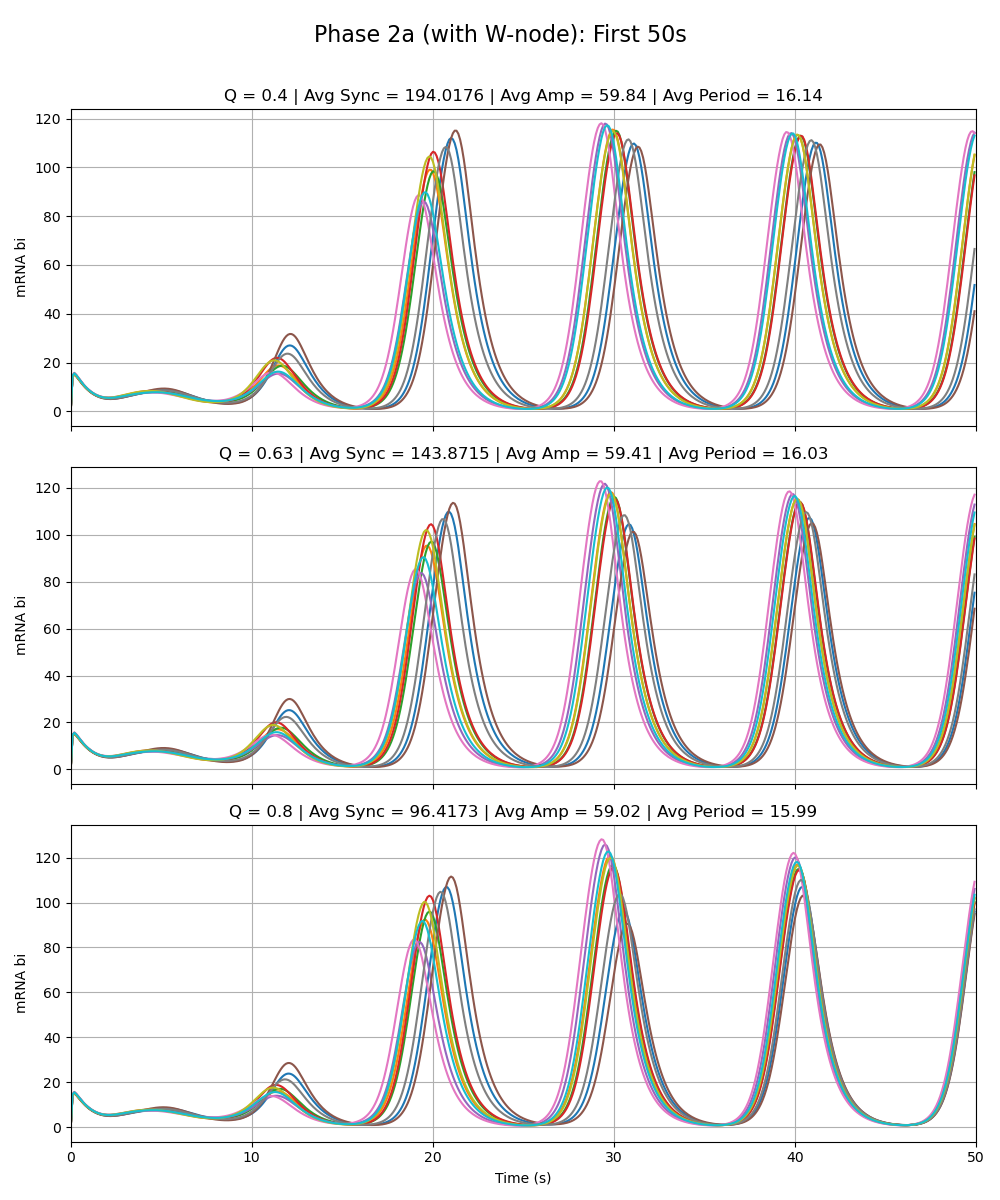 Phase 2a (with W-node): First 50s
Q = 0.4 | Avg Sync = 194.0176 | Avg Amp = 59.84 | Avg Period = 16.14
120
100
80
60
40
20
0
mRNA bi
Q = 0.63 | Avg Sync = 143.8715 | Avg Amp = 59.41 | Avg Period = 16.03
120
100
80
60
40
20
0
mRNA bi
Q = 0.8 | Avg Sync = 96.4173 | Avg Amp = 59.02 | Avg Period = 15.99
120
100
80
60
40
20
0
mRNA bi
0 10 20 30 40 50
Time (s)